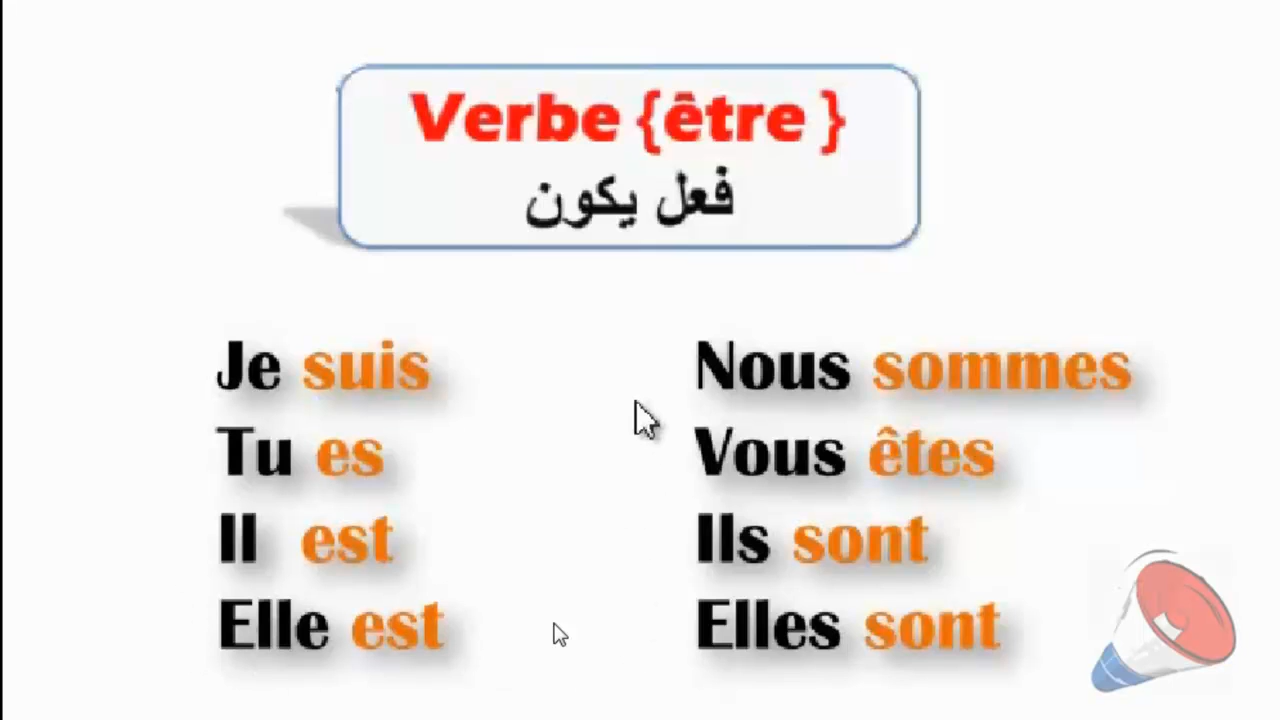 Verbe {être }
فعل يكون
Je suis
Tu es
Il est
Elle est
Nous sommes
Vous êtes
Ils sont
Elles sont